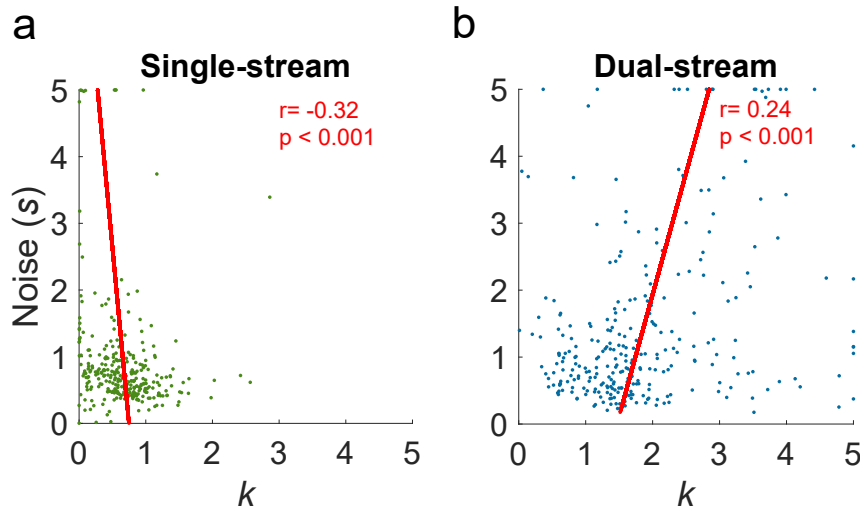 a
Single-stream
r= -0.32
p < 0.001
Noise (s)
5
4
3
2
1
0
0 1 2 3 4 5
k
b
Dual-stream
r= 0.24
p < 0.001
5
4
3
2
1
0
0 1 2 3 4 5
k